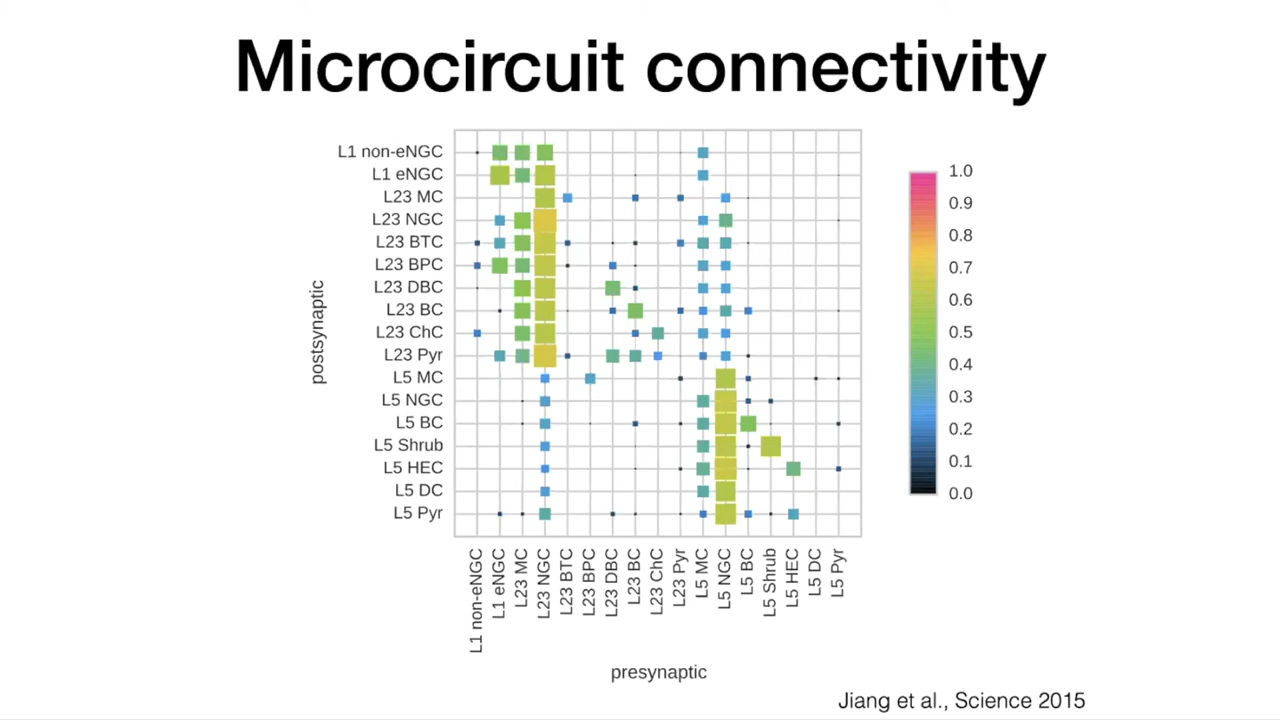 Microcircuit connectivity
postsynaptic
L1 non-eNGC
L1 eNGC
L23 MC
L23 NGC
L23 BTC
L23 BPC
L23 DBC
L23 BC
L23 ChC
L23 Pyr
L5 MC
L5 NGC
L5 BC
L5 Shrub
L5 HEC
L5 DC
L5 Pyr
L1 non-eNGC
L1 eNGC
L23 MC
L23 NGC
L23 BTC
L23 BPC
L23 DBC
L23 BC
L23 ChC
L23 Pyr
L5 MC
L5 NGC
L5 BC
L5 Shrub
L5 HEC
L5 DC
L5 Pyr
presynaptic
1.0
0.9
0.8
0.7
0.6
0.5
0.4
0.3
0.2
0.1
0.0
Jiang et al., Science 2015